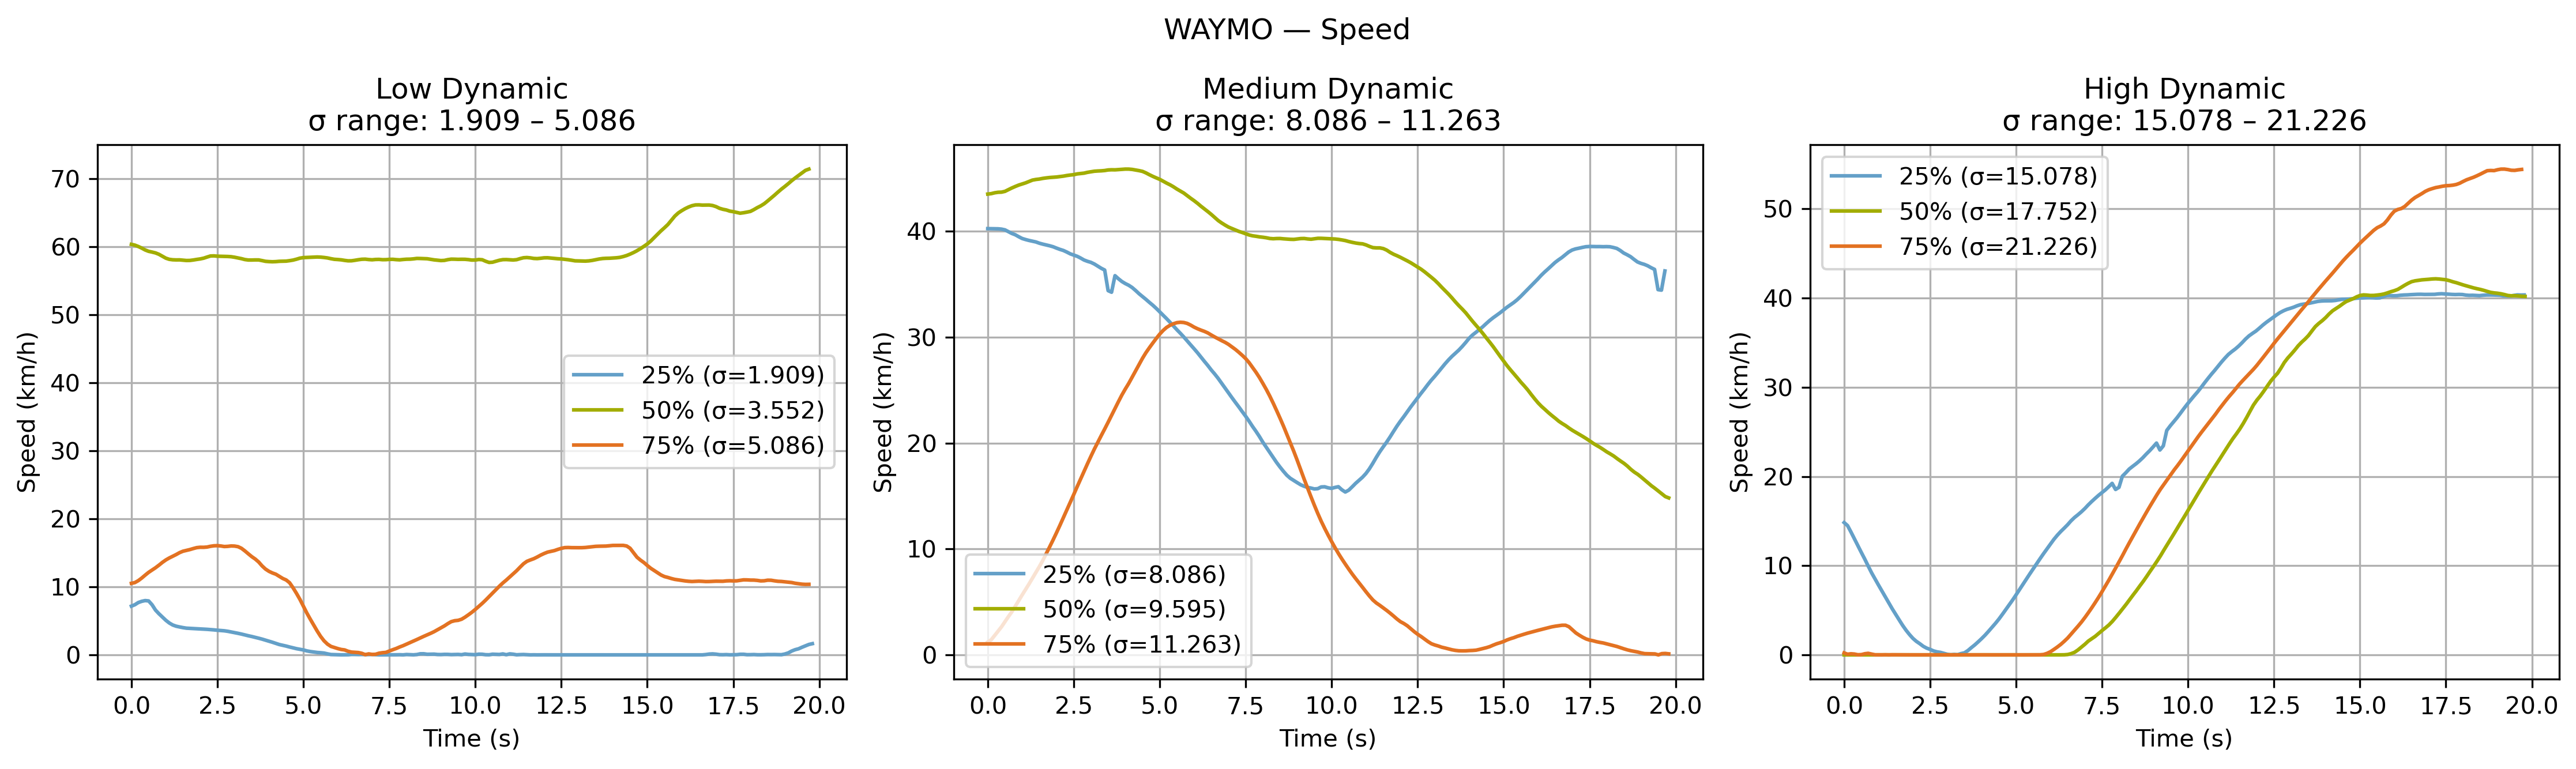 WAYMO — Speed
Low Dynamic
σ range: 1.909 – 5.086
Speed (km/h)
70
60
50
40
30
20
10
0
25% (σ=1.909)
50% (σ=3.552)
75% (σ=5.086)
0.0 2.5 5.0 7.5 10.0 12.5 15.0 17.5 20.0
Time (s)
Medium Dynamic
σ range: 8.086 – 11.263
Speed (km/h)
40
30
20
10
0
25% (σ=8.086)
50% (σ=9.595)
75% (σ=11.263)
0.0 2.5 5.0 7.5 10.0 12.5 15.0 17.5 20.0
Time (s)
High Dynamic
σ range: 15.078 – 21.226
Speed (km/h)
50
40
30
20
10
0
25% (σ=15.078)
50% (σ=17.752)
75% (σ=21.226)
0.0 2.5 5.0 7.5 10.0 12.5 15.0 17.5 20.0
Time (s)